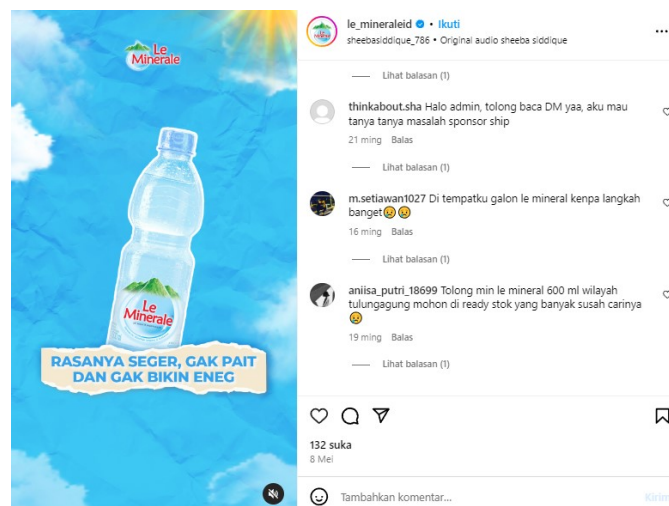 Le
Minerale
Le
Minerale
RASANYA SEGER, GAK PAIT
DAN GAK BIKIN ENEG
le_mineraleid • Ikuti
sheebasiddique_786 • Original audio sheeba siddique
Lihat balasan (1)
thinkabout.sha Halo admin, tolong baca DM yaa, aku mau
tanya tanya masalah sponsor ship
21 ming Balas
Lihat balasan (1)
m.setiawan1027 Di tempatku galon le mineral kenpa langkah
banget😢😢
16 ming Balas
Lihat balasan (1)
aniisa_putri_18699 Tolong min le mineral 600 ml wilayah
tulungagung mohon di ready stok yang banyak susah carinya
😢
19 ming Balas
Lihat balasan (1)
132 suka
8 Mei
Tambahkan komentar...
Kirim